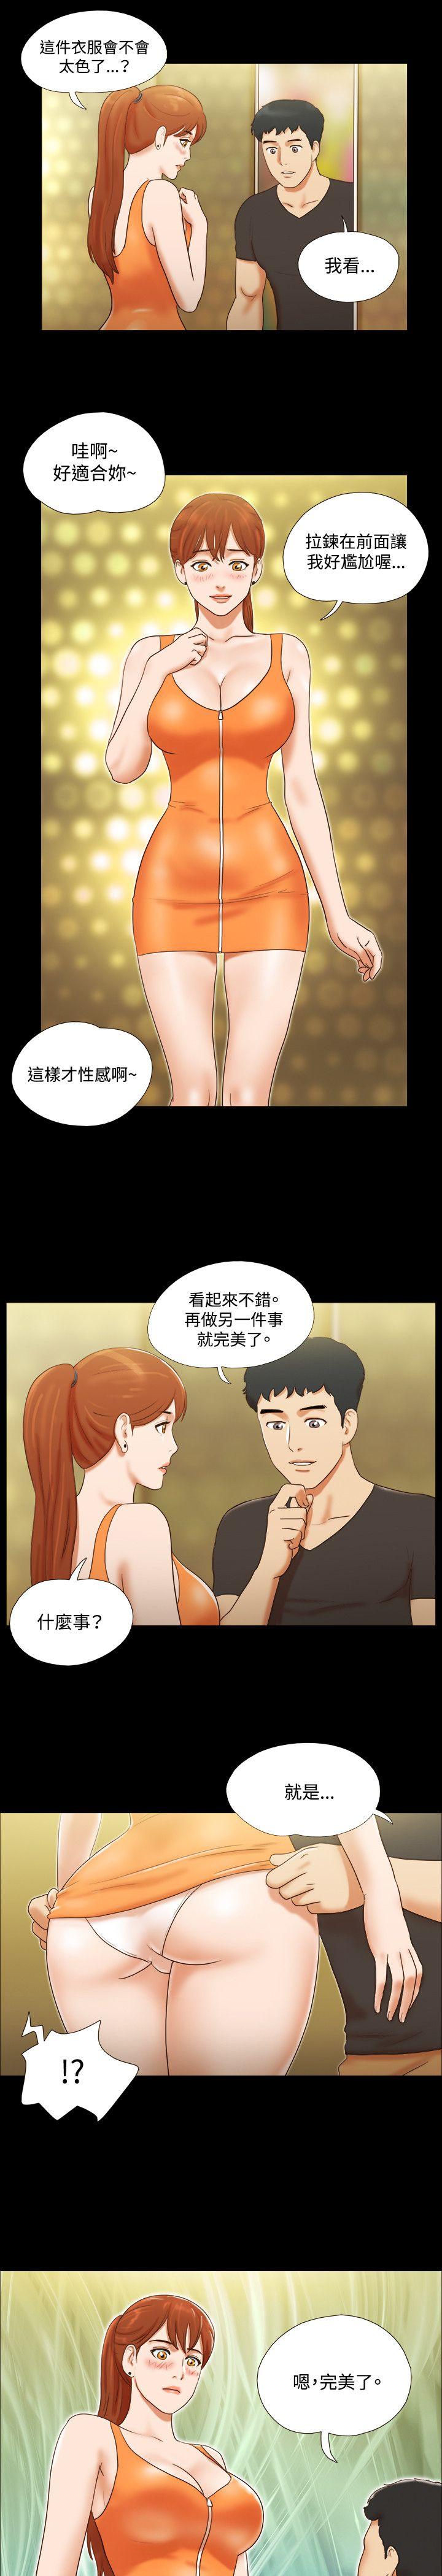 這件衣服會不會
太色了...？
我看...
哇啊~
好適合妳~
拉鍊在前面讓
我好尷尬喔...
這樣才性感啊~
看起來不錯。
再做另一件事
就完美了。
什麼事？
就是...
!?
嗯，完美了。